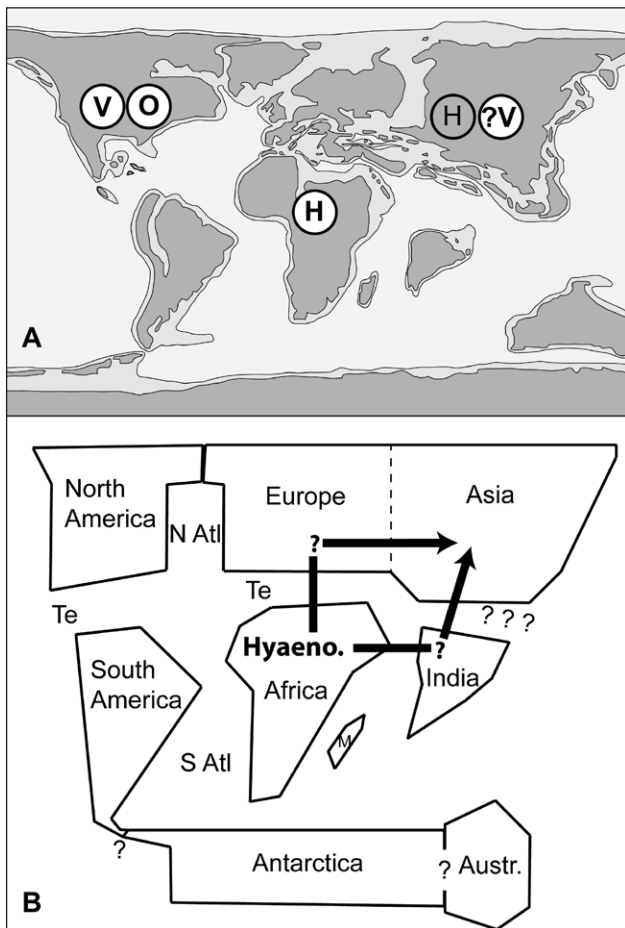 V O
H ?V
H
A
North
America
N Atl
Europe
Asia
?
Te
Te
? ? ?
Hyaeno.
?
South
America
Africa
India
M
S Atl
?
Antarctica
?
Austr.
B